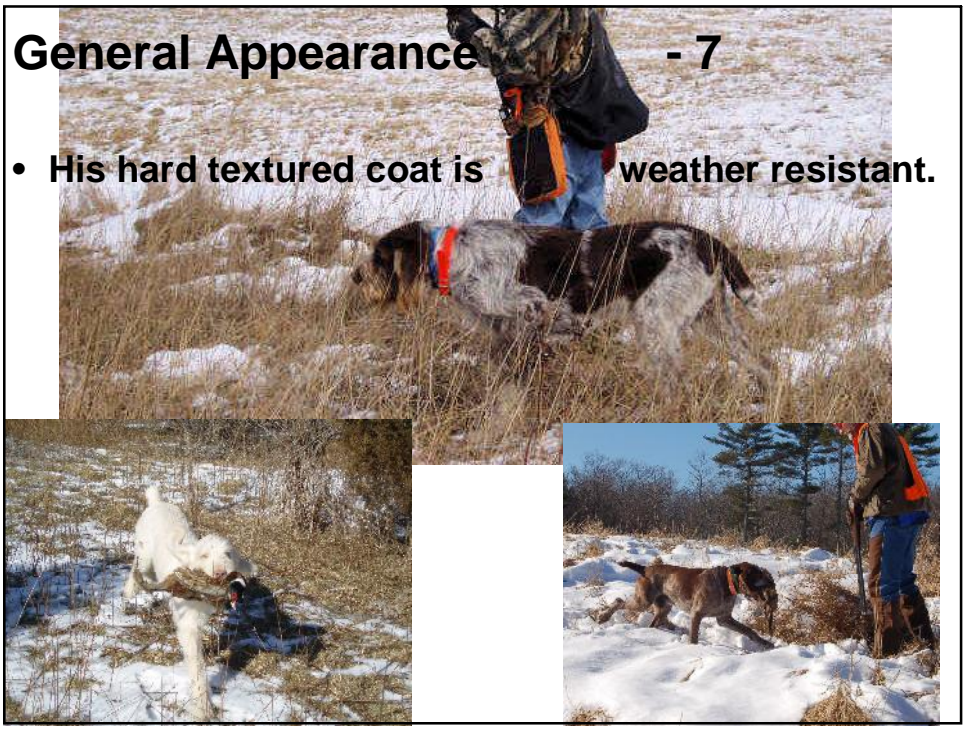 General Appearance - 7
• His hard textured coat is weather resistant.